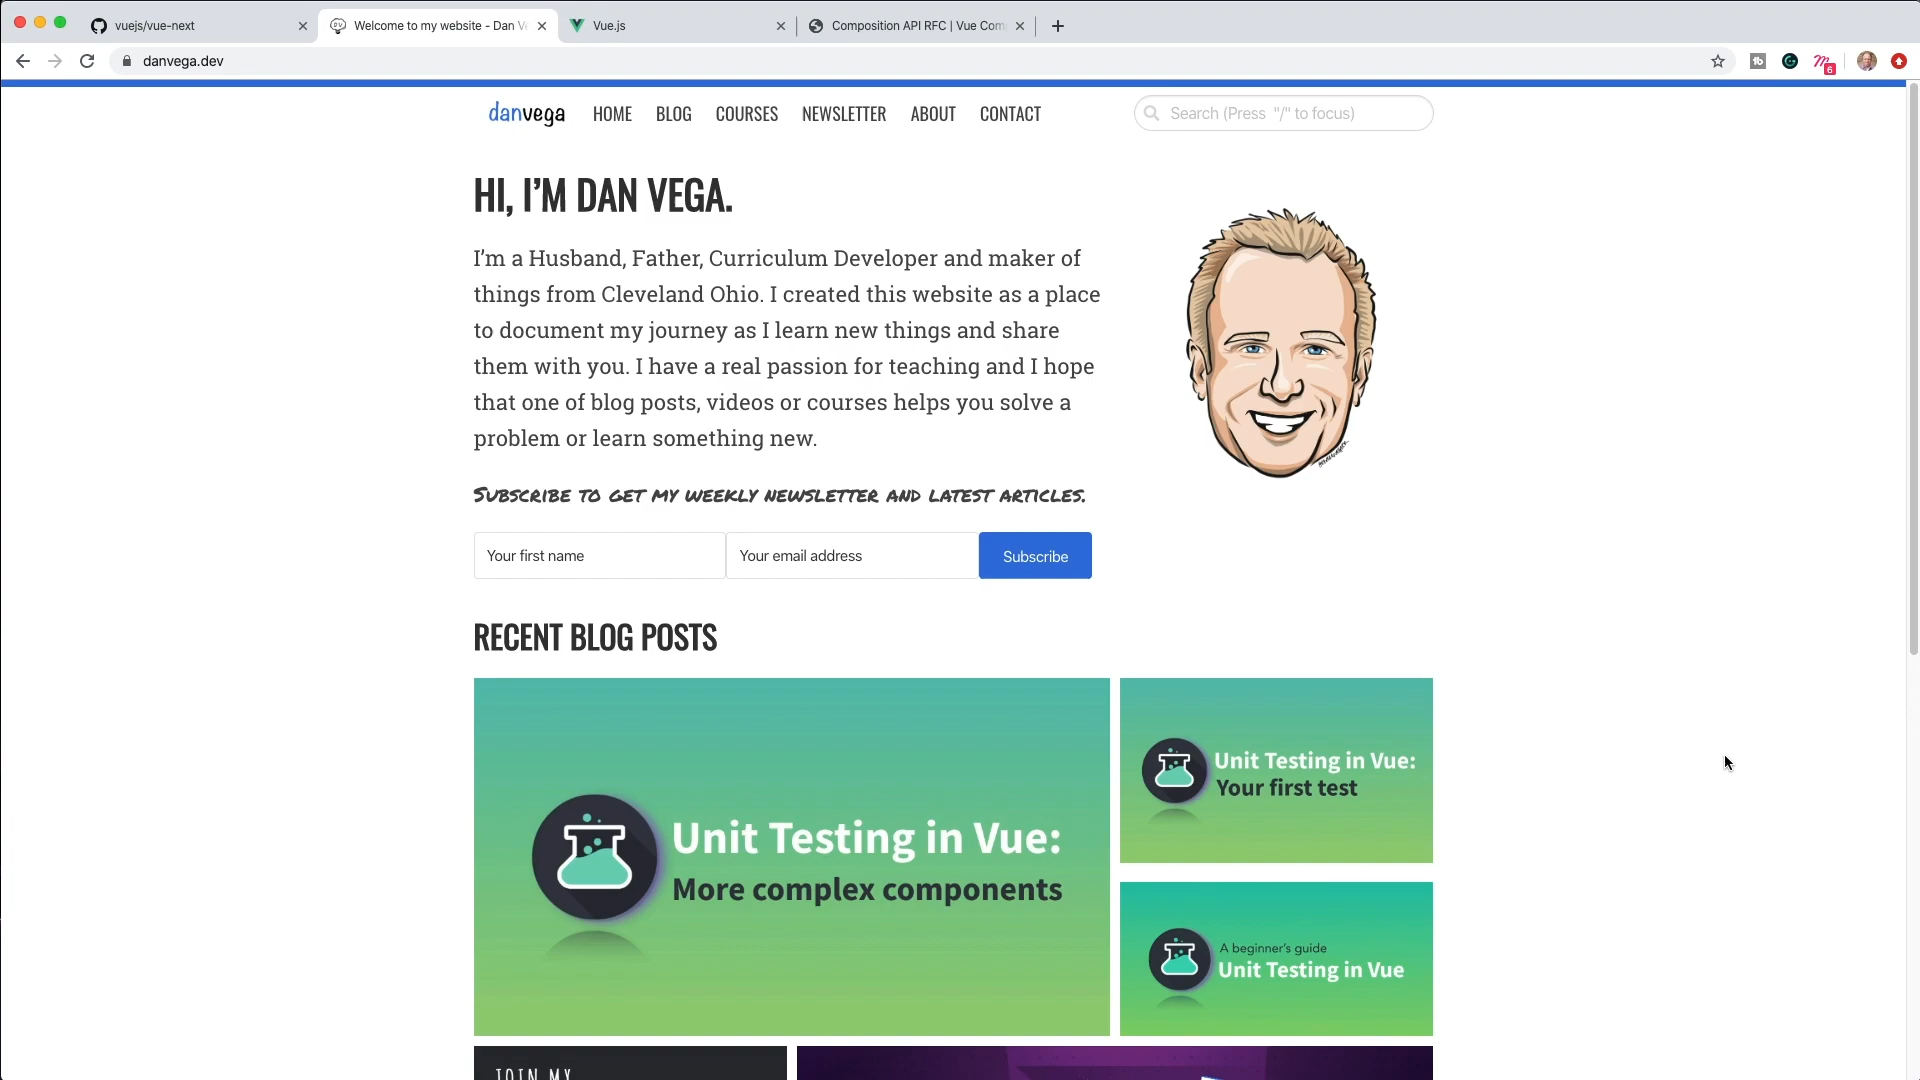 vuejs/vue-next
Welcome to my website - Dan Ve
Vue.js
Composition API RFC | Vue Com
danvega.dev
6
danvega
HOME
BLOG
COURSES
NEWSLETTER
ABOUT
CONTACT
Search (Press "/" to focus)
HI, I'M DAN VEGA.
I'm a Husband, Father, Curriculum Developer and maker of
things from Cleveland Ohio. I created this website as a place
to document my journey as I learn new things and share
them with you. I have a real passion for teaching and I hope
that one of blog posts, videos or courses helps you solve a
problem or learn something new.
Subscribe to get my weekly newsletter and latest articles.
Your first name
Your email address
Subscribe
RECENT BLOG POSTS
Unit Testing in Vue:
More complex components
Unit Testing in Vue:
Your first test
A beginner's guide
Unit Testing in Vue
JOIN MY